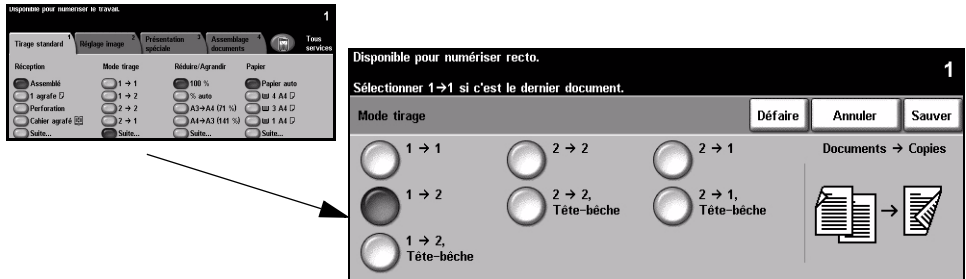 Disponible pour numériser le travail.
1
Tirage standard 1
Réglage image 2
Présentation spéciale 3
Assemblage documents 4
Tous services
Réception Mode tirage Réduire/Agrandir Papier
Assemblé 1 → 1 100 % Papier auto
1 agrafe 1 → 2 % auto 4 A4
Perforation 2 → 2 A3→A4 (71 %) 3 A4
Cahier agrafé 2 → 1 A4→A3 (141 %) 1 A4
Suite... Suite... Suite... Suite...
Disponible pour numériser recto.
1
Sélectionner 1→1 si c'est le dernier document.
Mode tirage Défaire Annuler Sauver
1 → 1 2 → 2 2 → 1 Documents → Copies
1 → 2 2 → 2, Tête-bêche 2 → 1, Tête-bêche
1 → 2, Tête-bêche